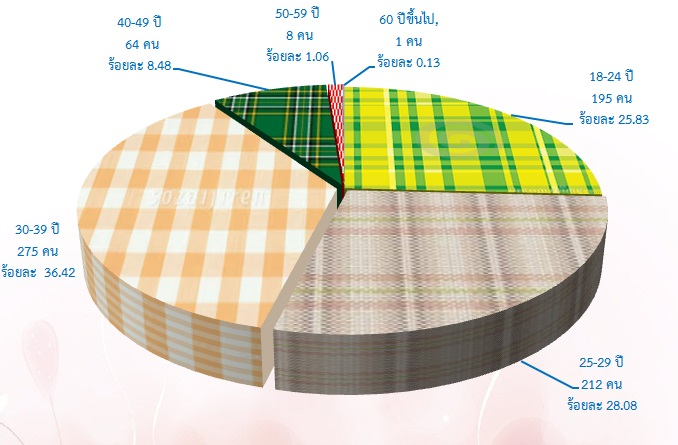 40-49 ปี
64 คน
ร้อยละ 8.48
50-59 ปี
8 คน
ร้อยละ 1.06
60 ปีขึ้นไป,
1 คน
ร้อยละ 0.13
18-24 ปี
195 คน
ร้อยละ 25.83
30-39 ปี
275 คน
ร้อยละ 36.42
25-29 ปี
212 คน
ร้อยละ 28.08